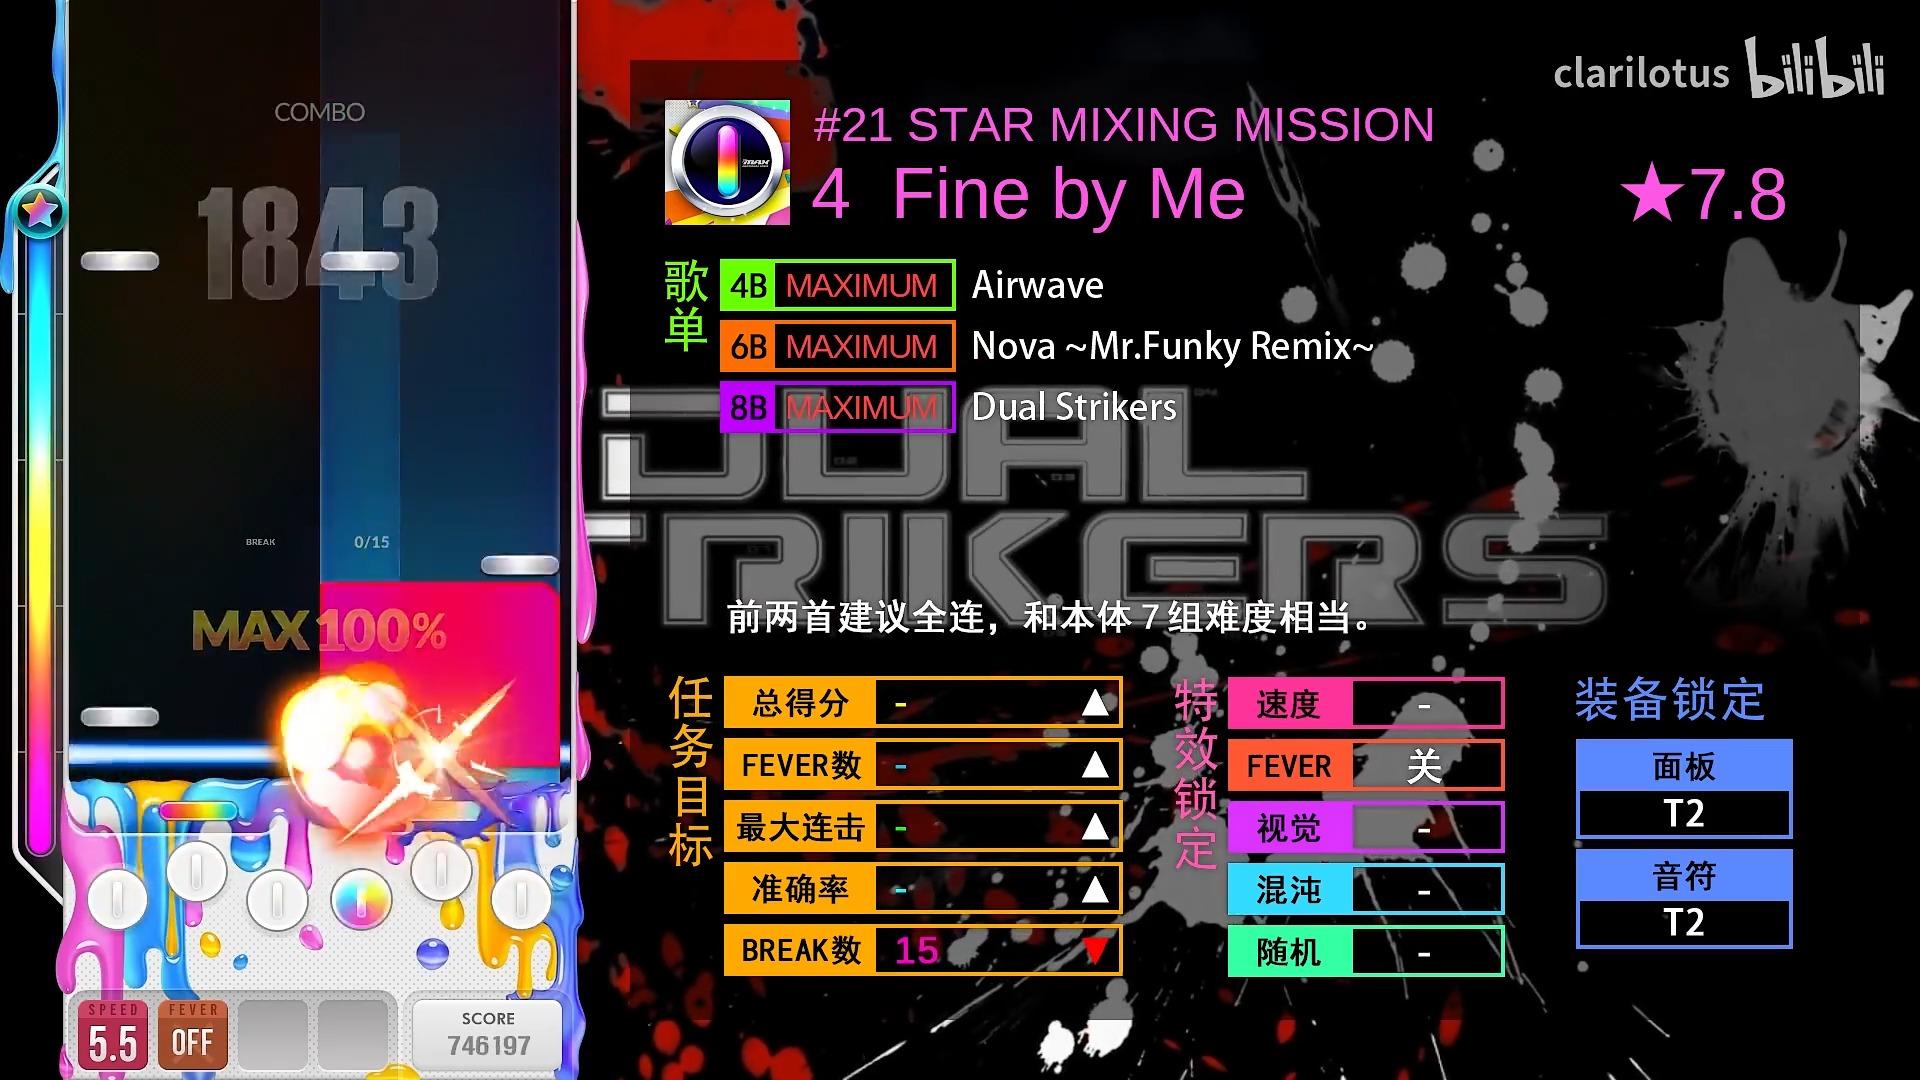 COMBO
1843
BREAK 0/15
MAX 100%
SPEED
5.5
FEVER
OFF
SCORE
746197
clarilotus bilibili
#21 STAR MIXING MISSION
4 Fine by Me
★7.8
歌单
4B MAXIMUM Airwave
6B MAXIMUM Nova ~Mr.Funky Remix~
8B MAXIMUM Dual Strikers
DUAL
TRIKERS
前两首建议全连，和本体7组难度相当。
任务目标
总得分 - ▲
FEVER数 - ▲
最大连击 - ▲
准确率 - ▲
BREAK数 15 ▼
特效锁定
速度 -
FEVER 关
视觉 -
混沌 -
随机 -
装备锁定
面板
T2
音符
T2